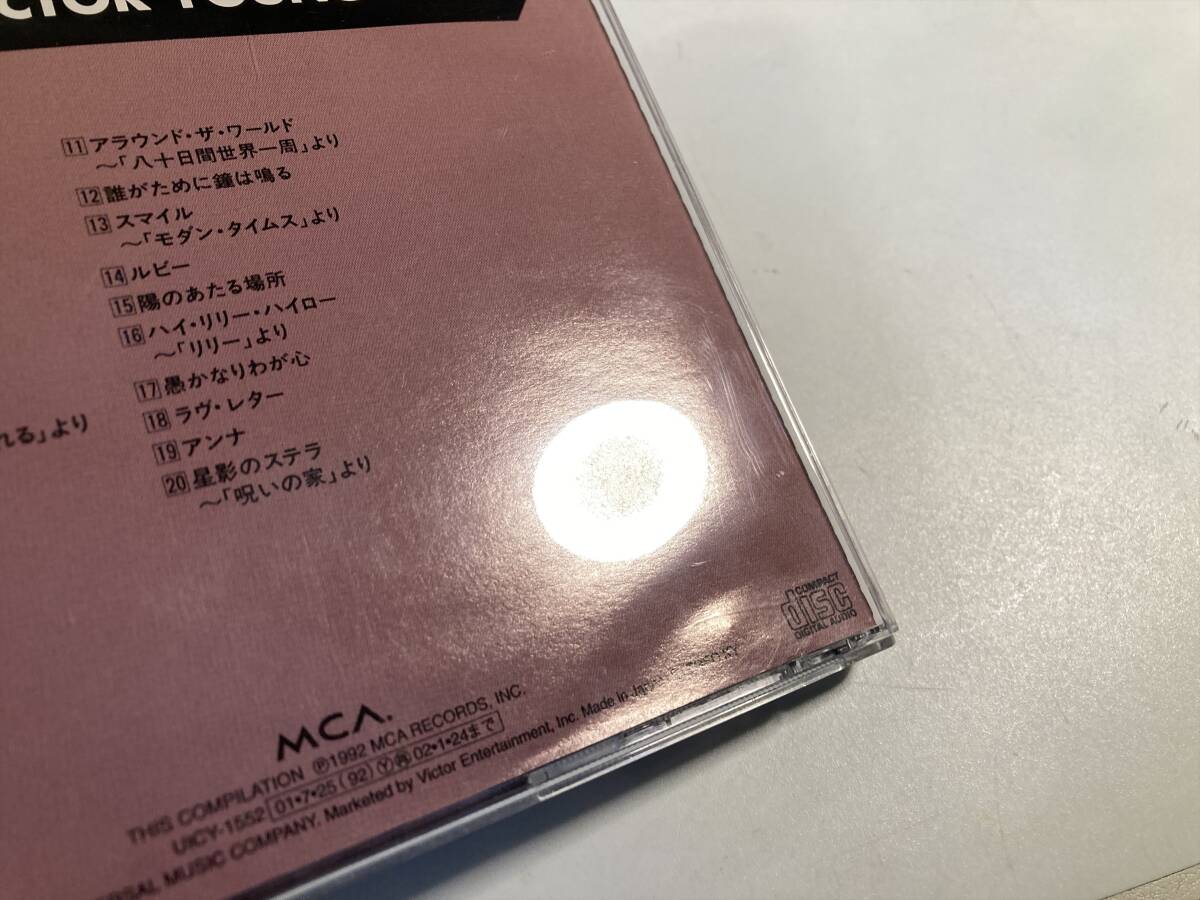 11 アラウンド・ザ・ワールド
～「八十日間世界一周」より
12 誰がために鐘は鳴る
13 スマイル
～「モダン・タイムス」より
14 ルビー
15 陽のあたる場所
16 ハイ・リリー・ハイロー
～「リリー」より
17 愚かなりわが心
18 ラヴ・レター
れる」より
19 アンナ
20 星影のステラ
～「呪いの家」より
COMPACT
disc
DIGITAL AUDIO
MCA.
THIS COMPILATION Ⓟ1992 MCA RECORDS, INC.
UICY-1552 01・7・25 (92) Ⓨ 02・1・24まで
MUSIC COMPANY. Marketed by Victor Entertainment, Inc. Made in Japan